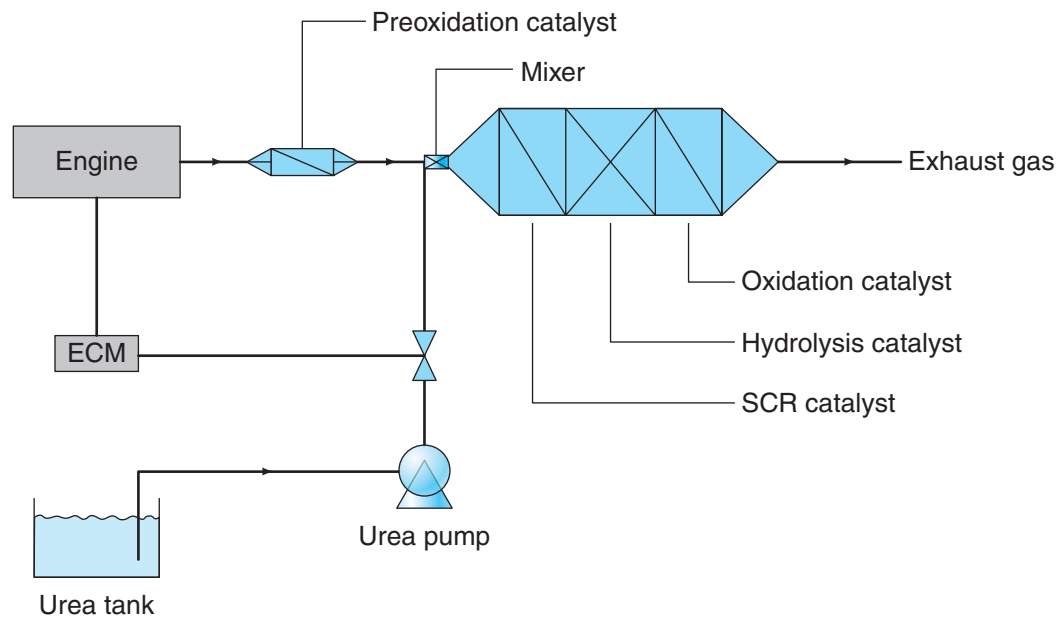 Preoxidation catalyst
Mixer
Engine
Exhaust gas
Oxidation catalyst
ECM
Hydrolysis catalyst
SCR catalyst
Urea pump
Urea tank